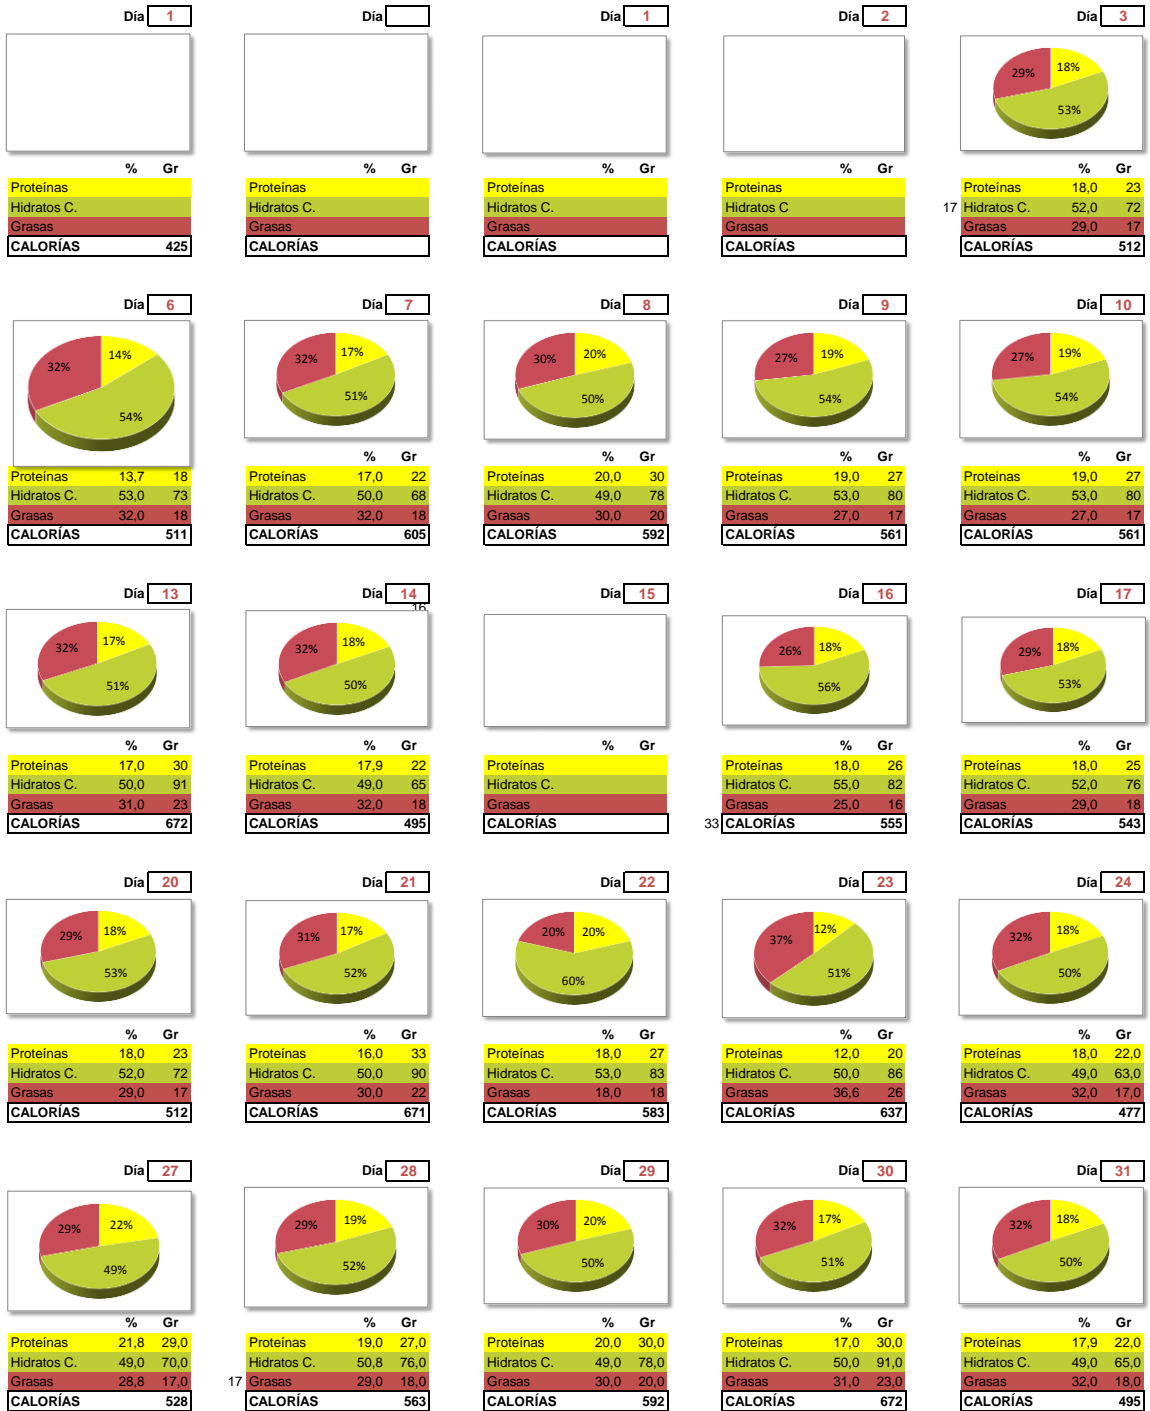 Día 1 Día Día 1 Día 2 Día 3
29% 18%
53%
% Gr % Gr % Gr % Gr % Gr
Proteínas Proteínas Proteínas Proteinas Proteínas 18,0 23
Hidratos C. Hidratos C. Hidratos C. Hidratos C 17 Hidratos C. 52,0 72
Grasas Grasas Grasas Grasas Grasas 29,0 17
CALORÍAS 425 CALORÍAS CALORÍAS CALORÍAS CALORÍAS 512
Día 6 Día 7 Día 8 Día 9 Día 10
32% 14% 32% 17% 30% 20% 27% 19% 27% 19%
54% 51% 50% 54% 54%
% Gr % Gr % Gr % Gr
Proteínas 13,7 18 Proteínas 17,0 22 Proteínas 20,0 30 Proteínas 19,0 27 Proteínas 19,0 27
Hidratos C. 53,0 73 Hidratos C. 50,0 68 Hidratos C. 49,0 78 Hidratos C. 53,0 80 Hidratos C. 53,0 80
Grasas 32,0 18 Grasas 32,0 18 Grasas 30,0 20 Grasas 27,0 17 Grasas 27,0 17
CALORÍAS 511 CALORÍAS 605 CALORÍAS 592 CALORÍAS 561 CALORÍAS 561
Día 13 Día 14 Día 15 Día 16 Día 17
16
32% 17% 32% 18% 26% 18% 29% 18%
51% 50% 56% 53%
% Gr % Gr % Gr % Gr % Gr
Proteínas 17,0 30 Proteínas 17,9 22 Proteínas Proteínas 18,0 26 Proteínas 18,0 25
Hidratos C. 50,0 91 Hidratos C. 49,0 65 Hidratos C. Hidratos C. 55,0 82 Hidratos C. 52,0 76
Grasas 31,0 23 Grasas 32,0 18 Grasas Grasas 25,0 16 Grasas 29,0 18
CALORÍAS 672 CALORÍAS 495 CALORÍAS 33 CALORÍAS 555 CALORÍAS 543
Día 20 Día 21 Día 22 Día 23 Día 24
29% 18% 31% 17% 20% 20% 37% 12% 32% 18%
53% 52% 60% 51% 50%
% Gr % Gr % Gr % Gr % Gr
Proteínas 18,0 23 Proteínas 16,0 33 Proteínas 18,0 27 Proteínas 12,0 20 Proteínas 18,0 22,0
Hidratos C. 52,0 72 Hidratos C. 50,0 90 Hidratos C. 53,0 83 Hidratos C. 50,0 86 Hidratos C. 49,0 63,0
Grasas 29,0 17 Grasas 30,0 22 Grasas 18,0 18 Grasas 36,6 26 Grasas 32,0 17,0
CALORÍAS 512 CALORÍAS 671 CALORÍAS 583 CALORÍAS 637 CALORÍAS 477
Día 27 Día 28 Día 29 Día 30 Día 31
29% 22% 29% 19% 30% 20% 32% 17% 32% 18%
49% 52% 50% 51% 50%
% Gr % Gr % Gr % Gr % Gr
Proteínas 21,8 29,0 Proteínas 19,0 27,0 Proteínas 20,0 30,0 Proteínas 17,0 30,0 Proteínas 17,9 22,0
Hidratos C. 49,0 70,0 Hidratos C. 50,8 76,0 Hidratos C. 49,0 78,0 Hidratos C. 50,0 91,0 Hidratos C. 49,0 65,0
Grasas 28,8 17,0 17 Grasas 29,0 18,0 Grasas 30,0 20,0 Grasas 31,0 23,0 Grasas 32,0 18,0
CALORÍAS 528 CALORÍAS 563 CALORÍAS 592 CALORÍAS 672 CALORÍAS 495